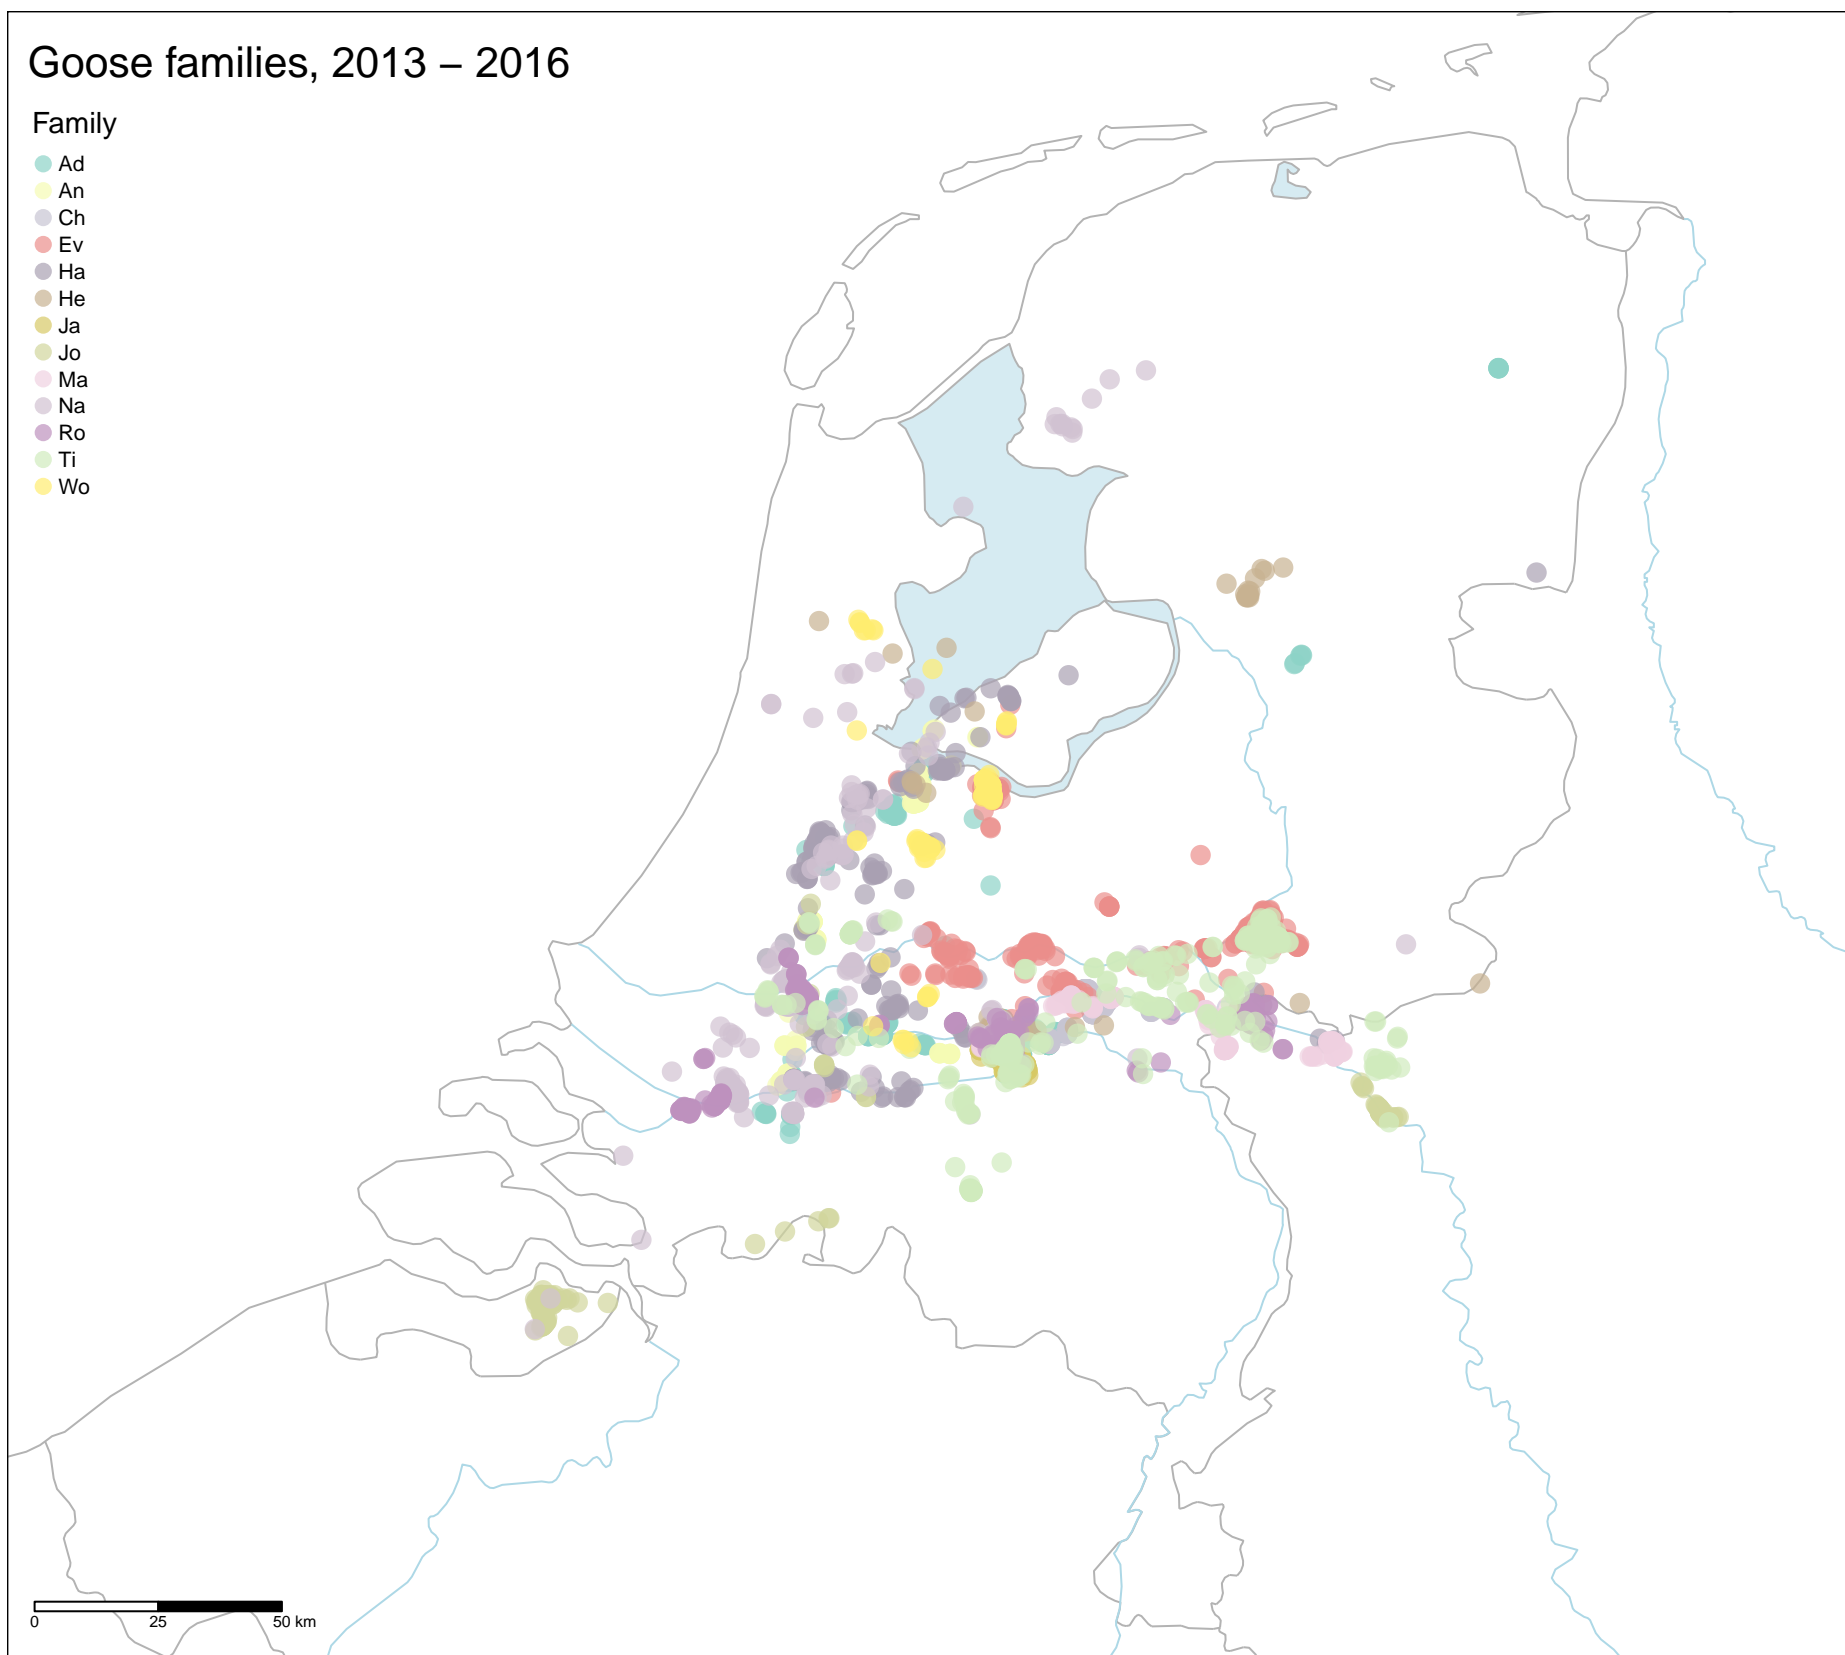 Goose families, 2013 – 2016
Family
Ad
An
Ch
Ev
Ha
He
Ja
Jo
Ma
Na
Ro
Ti
Wo
0 25 50 km